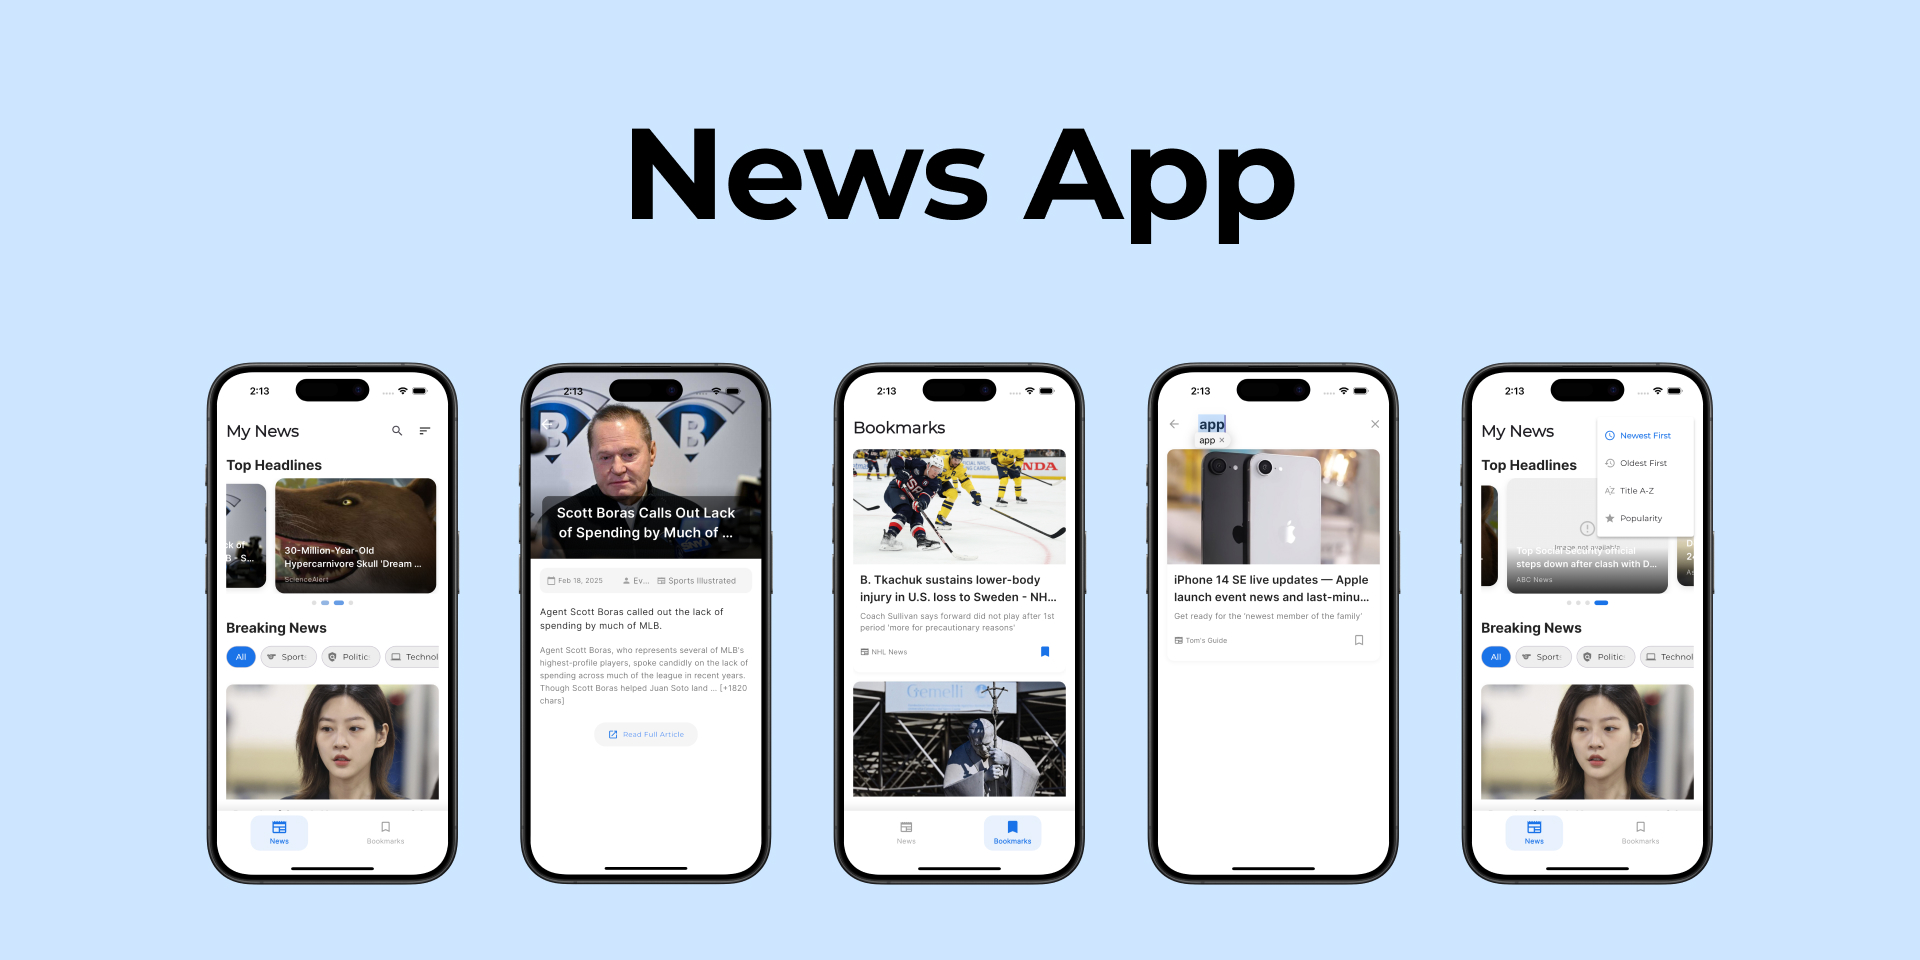 News App
2:13
My News
Top Headlines
ck of
B - S...
30-Million-Year-Old
Hypercarnivore Skull 'Dream ...
ScienceAlert
Breaking News
All
Sport
Politic
Technol
News
Bookmarks
2:13
B
B
Scott Boras Calls Out Lack
of Spending by Much of ...
Feb 18, 2025
Ev...
Sports Illustrated
Agent Scott Boras called out the lack of
spending by much of MLB.
Agent Scott Boras, who represents several of MLB's
highest-profile players, spoke candidly on the lack of
spending across much of the league in recent years.
Though Scott Boras helped Juan Soto land ... [+1820
chars]
Read Full Article
2:13
Bookmarks
NDA
B. Tkachuk sustains lower-body
injury in U.S. loss to Sweden - NH...
Coach Sullivan says forward did not play after 1st
period 'more for precautionary reasons'
NHL News
Gemelli
News
Bookmarks
2:13
app
app ×
iPhone 14 SE live updates — Apple
launch event news and last-minu...
Get ready for the 'newest member of the family'
Tom's Guide
2:13
My News
Newest First
Oldest First
Title A-Z
Popularity
Top Headlines
Image not available
Top Social Security official
steps down after clash with D...
ABC News
D
2
As
Breaking News
All
Sport
Politic
Technol
News
Bookmarks